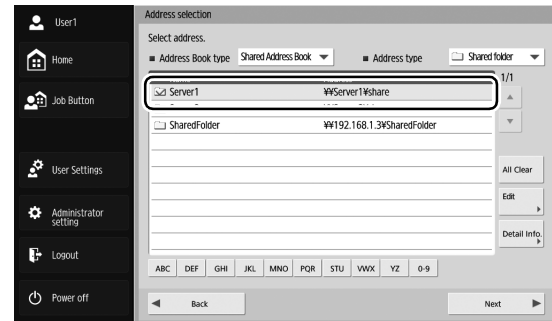 User1
Home
Job Button
User Settings
Administrator
setting
Logout
Power off
Address selection
Select address.
■ Address Book type Shared Address Book ▼ ■ Address type Shared folder ▼
1/1
Server1 ¥¥Server1¥share
SharedFolder ¥¥192.168.1.3¥SharedFolder
All Clear
Edit
Detail Info.
ABC DEF GHI JKL MNO PQR STU VWX YZ 0-9
Back
Next